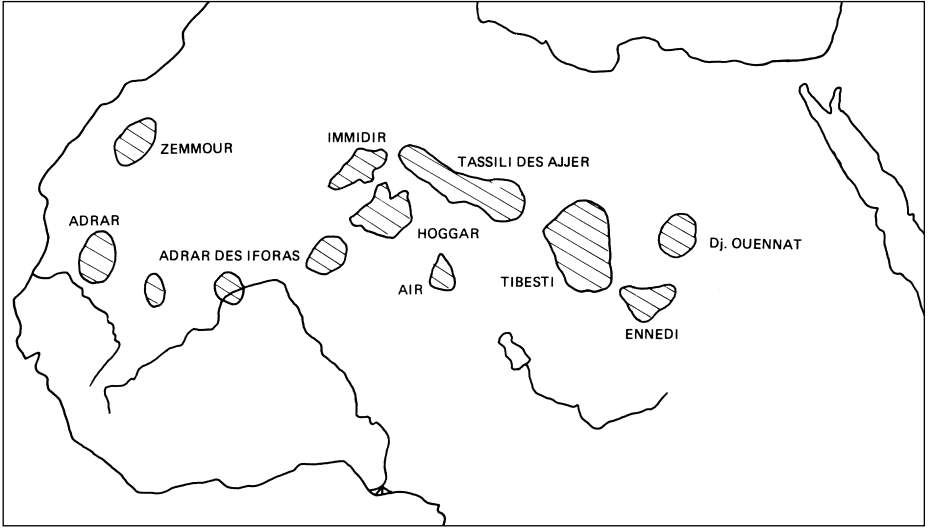 IMMIDIR
ZEMMOUR
TASSILI DES AJJER
ADRAR
HOGGAR
Dj. OUENNAT
ADRAR DES IFORAS
AIR
TIBESTI
ENNEDI